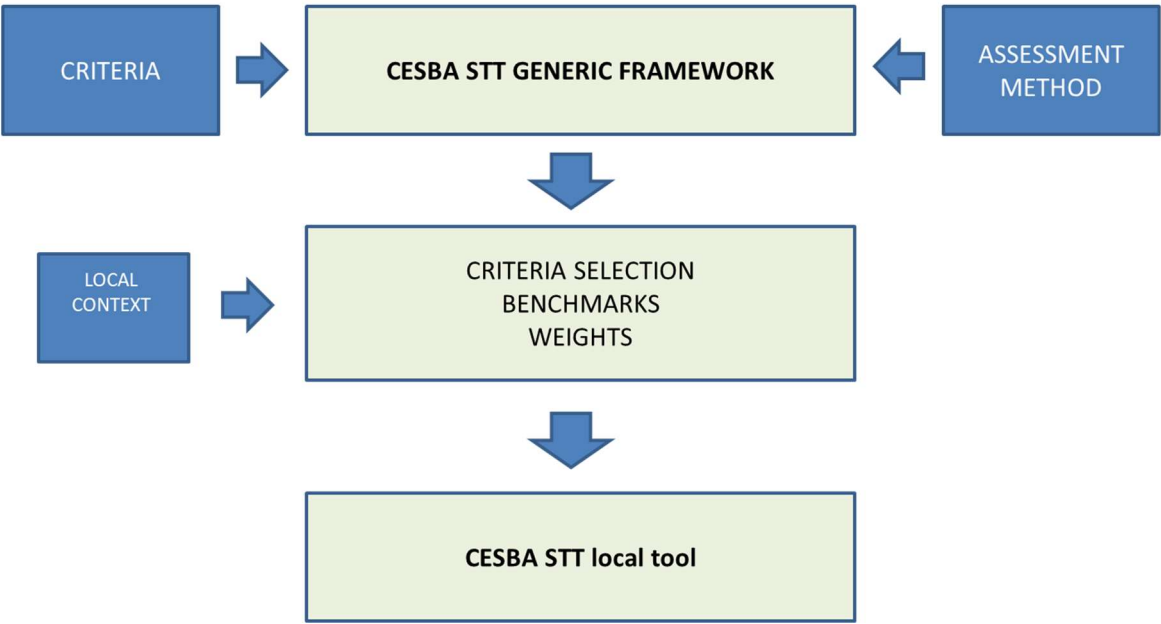 CRITERIA
CESBA STT GENERIC FRAMEWORK
ASSESSMENT
METHOD
LOCAL
CONTEXT
CRITERIA SELECTION
BENCHMARKS
WEIGHTS
CESBA STT local tool